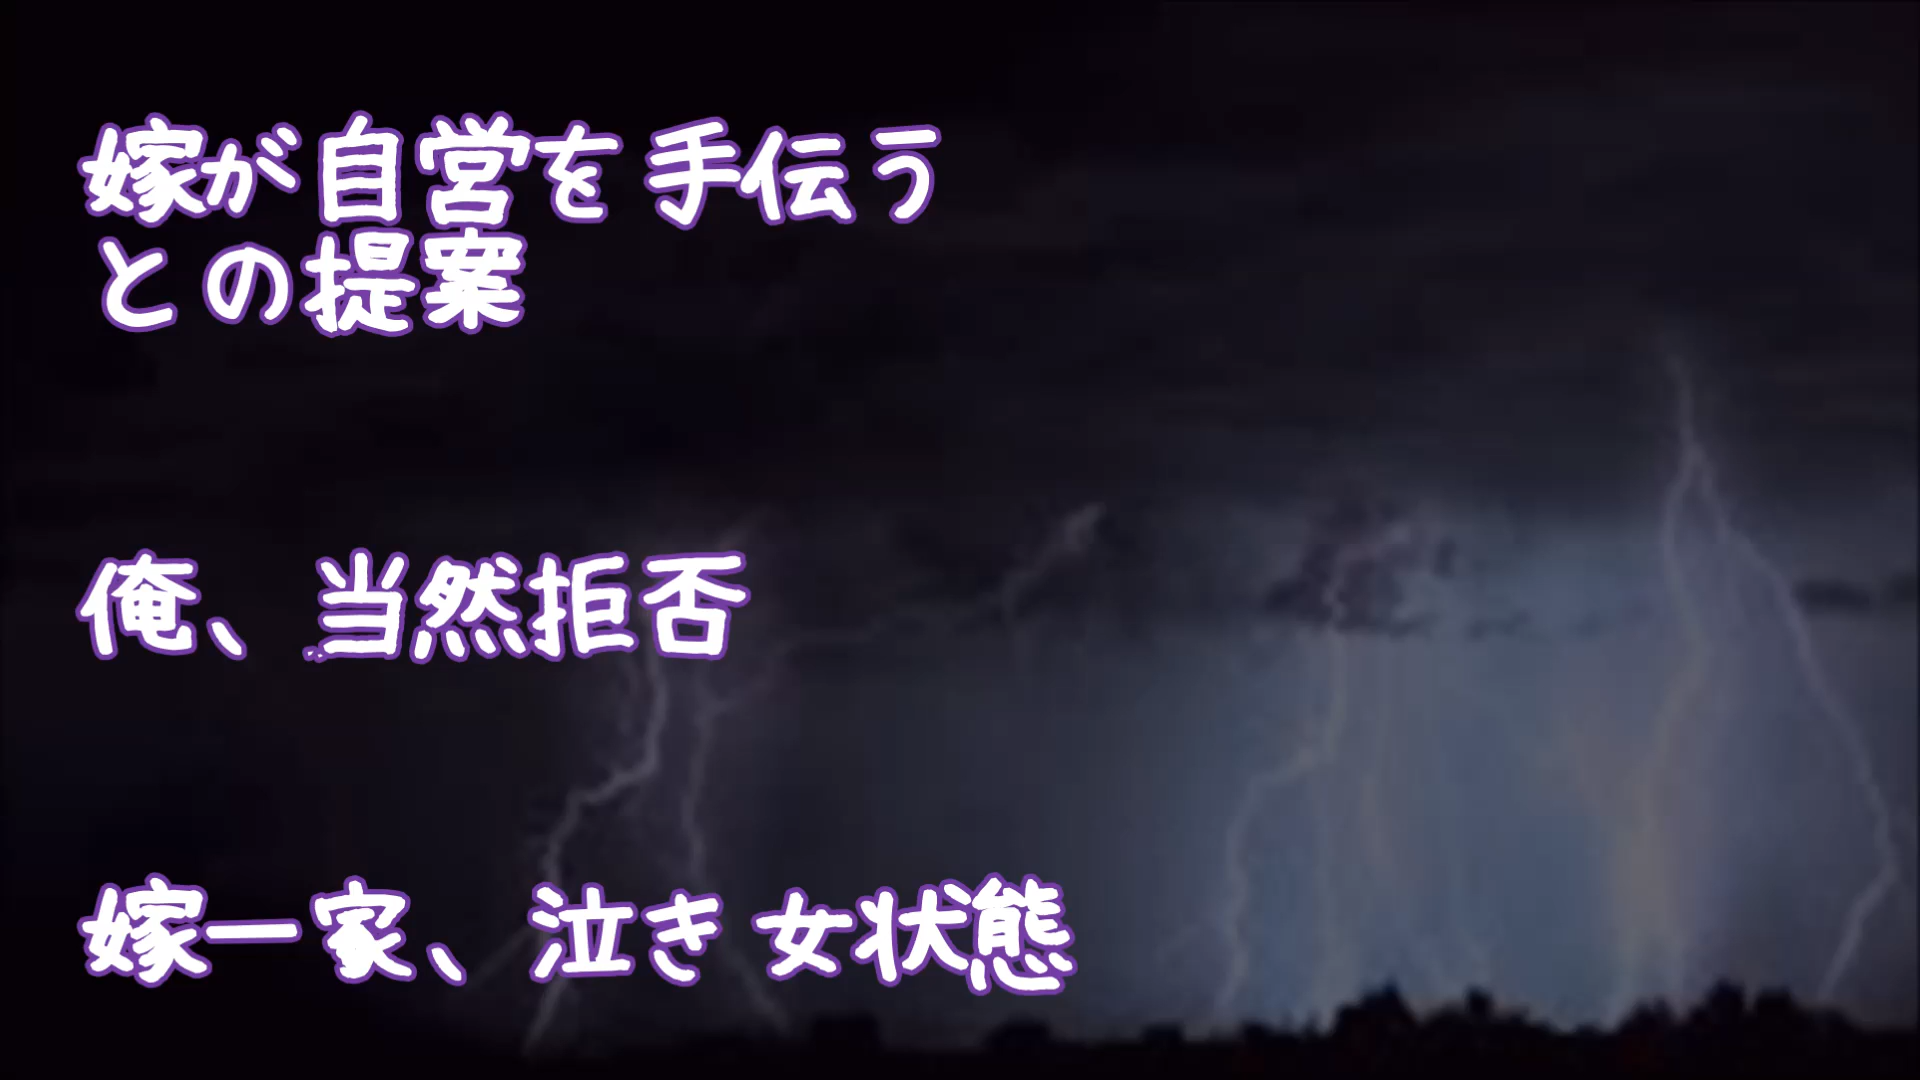 嫁が自営を手伝う
との提案
俺、当然拒否
嫁一家、泣き女状態